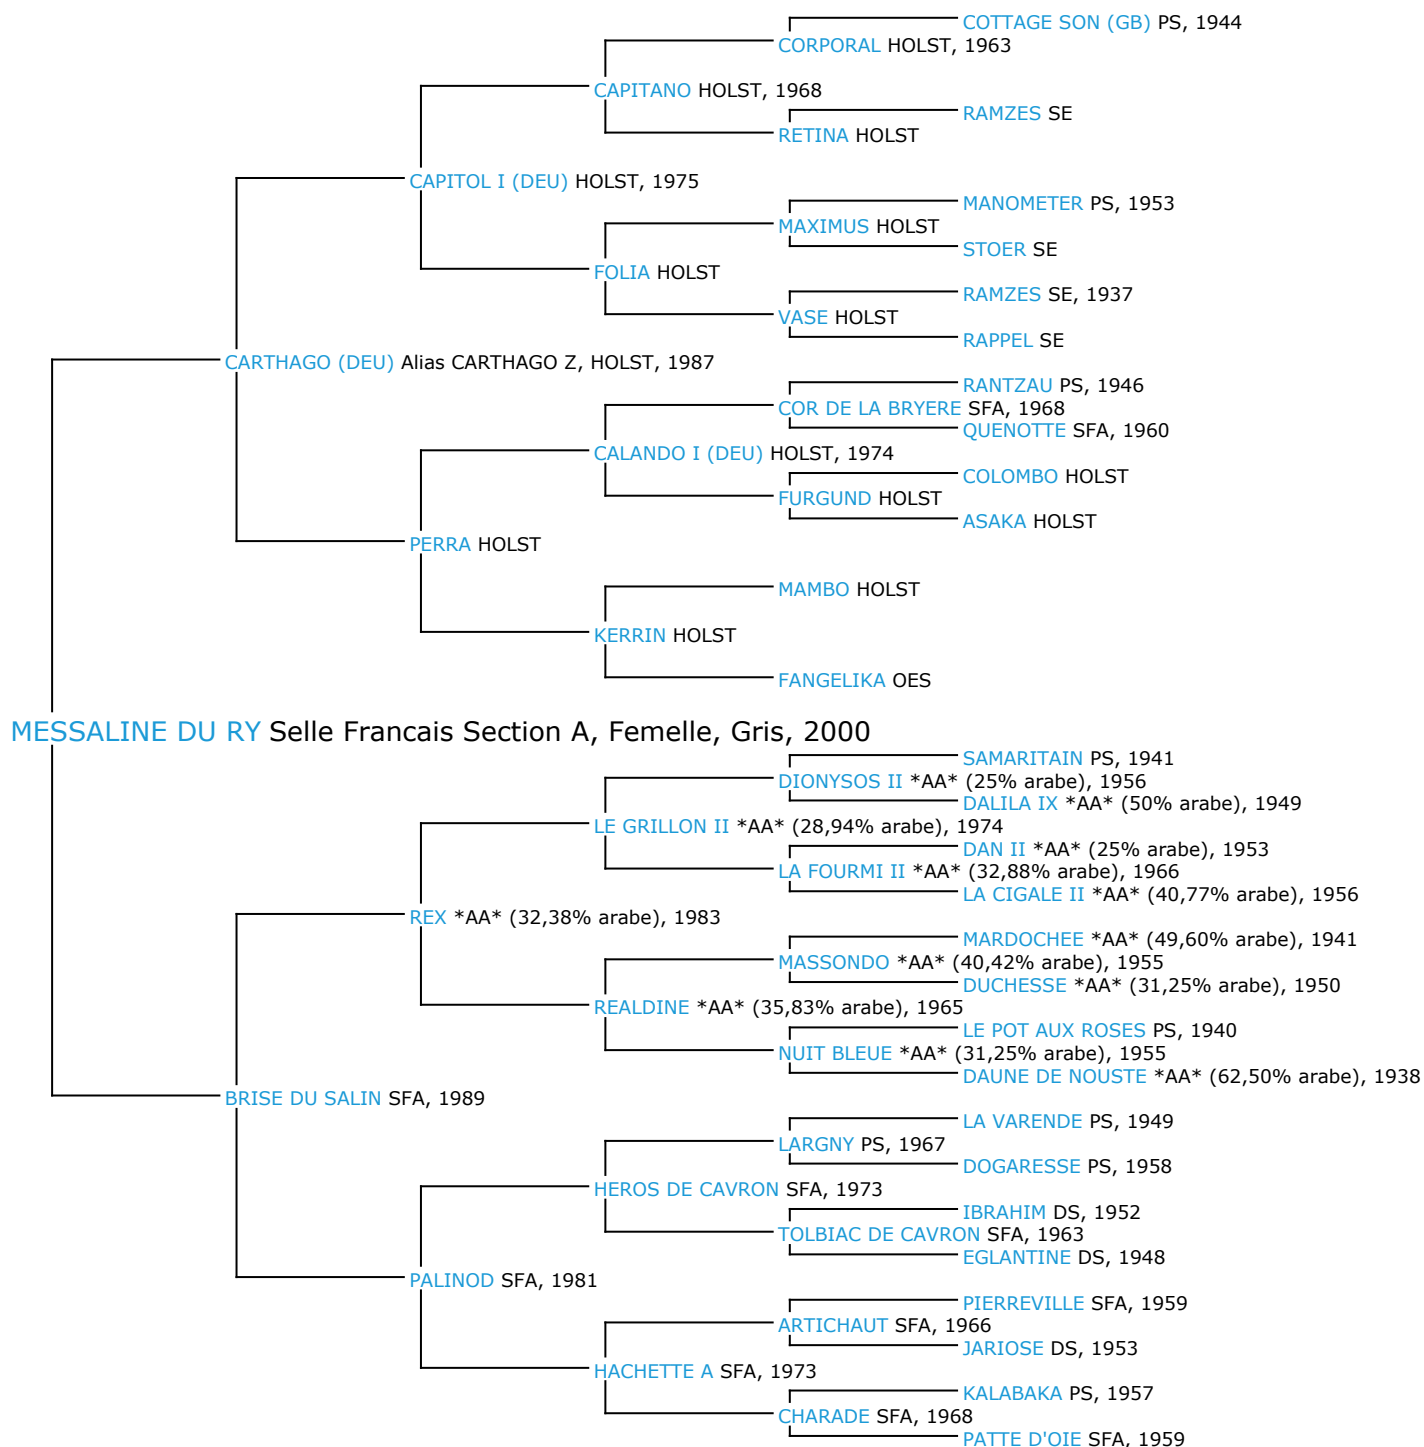 COTTAGE SON (GB) PS, 1944
CORPORAL HOLST, 1963
CAPITANO HOLST, 1968
RAMZES SE
RETINA HOLST
CAPITOL I (DEU) HOLST, 1975
MANOMETER PS, 1953
MAXIMUS HOLST
STOER SE
FOLIA HOLST
RAMZES SE, 1937
VASE HOLST
RAPPEL SE
CARTHAGO (DEU) Alias CARTHAGO Z, HOLST, 1987
RANTZAU PS, 1946
COR DE LA BRYERE SFA, 1968
QUENOTTE SFA, 1960
CALANDO I (DEU) HOLST, 1974
COLOMBO HOLST
FURGUND HOLST
ASAKA HOLST
PERRA HOLST
MAMBO HOLST
KERRIN HOLST
FANGELIKA OES
MESSALINE DU RY Selle Francais Section A, Femelle, Gris, 2000
SAMARITAIN PS, 1941
DIONYSOS II *AA* (25% arabe), 1956
DALILA IX *AA* (50% arabe), 1949
LE GRILLON II *AA* (28,94% arabe), 1974
DAN II *AA* (25% arabe), 1953
LA FOURMI II *AA* (32,88% arabe), 1966
LA CIGALE II *AA* (40,77% arabe), 1956
REX *AA* (32,38% arabe), 1983
MARDOCHEE *AA* (49,60% arabe), 1941
MASSONDO *AA* (40,42% arabe), 1955
DUCHESSE *AA* (31,25% arabe), 1950
REALDINE *AA* (35,83% arabe), 1965
LE POT AUX ROSES PS, 1940
NUIT BLEUE *AA* (31,25% arabe), 1955
DAUNE DE NOUSTE *AA* (62,50% arabe), 1938
BRISE DU SALIN SFA, 1989
LA VARENDE PS, 1949
LARGNY PS, 1967
DOGARESSE PS, 1958
HEROS DE CAVRON SFA, 1973
IBRAHIM DS, 1952
TOLBIAC DE CAVRON SFA, 1963
EGLANTINE DS, 1948
PALINOD SFA, 1981
PIERREVILLE SFA, 1959
ARTICHAUT SFA, 1966
JARIOSE DS, 1953
HACHETTE A SFA, 1973
KALABAKA PS, 1957
CHARADE SFA, 1968
PATTE D'OIE SFA, 1959